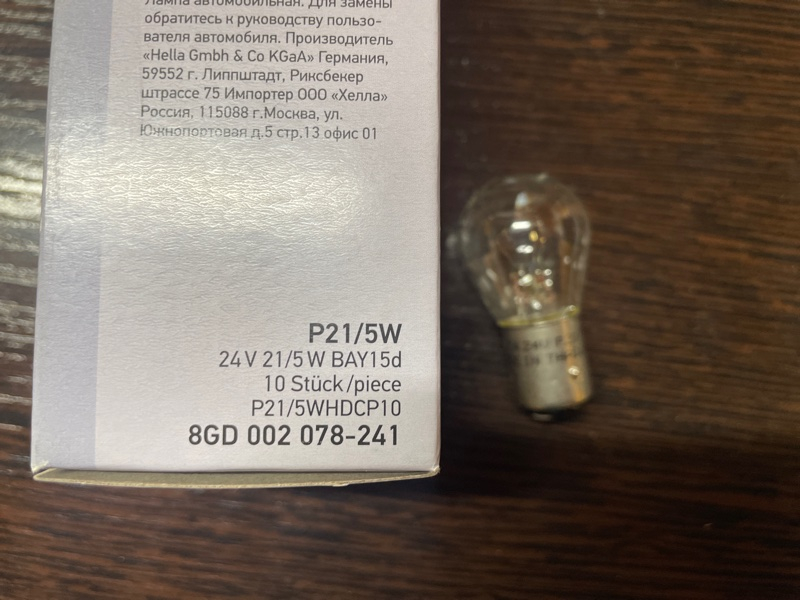 Лампа автомобильная. Для замены
обратитесь к руководству пользо-
вателя автомобиля. Производитель
«Hella Gmbh & Co KGaA» Германия,
59552 г. Липпштадт, Риксбекер
штрассе 75 Импортер ООО «Хелла»
Россия, 115088 г.Москва, ул.
Южнопортовая д.5 стр.13 офис 01
P21/5W
24V 21/5W BAY15d
10 Stück/piece
P21/5WHDCP10
8GD 002 078-241